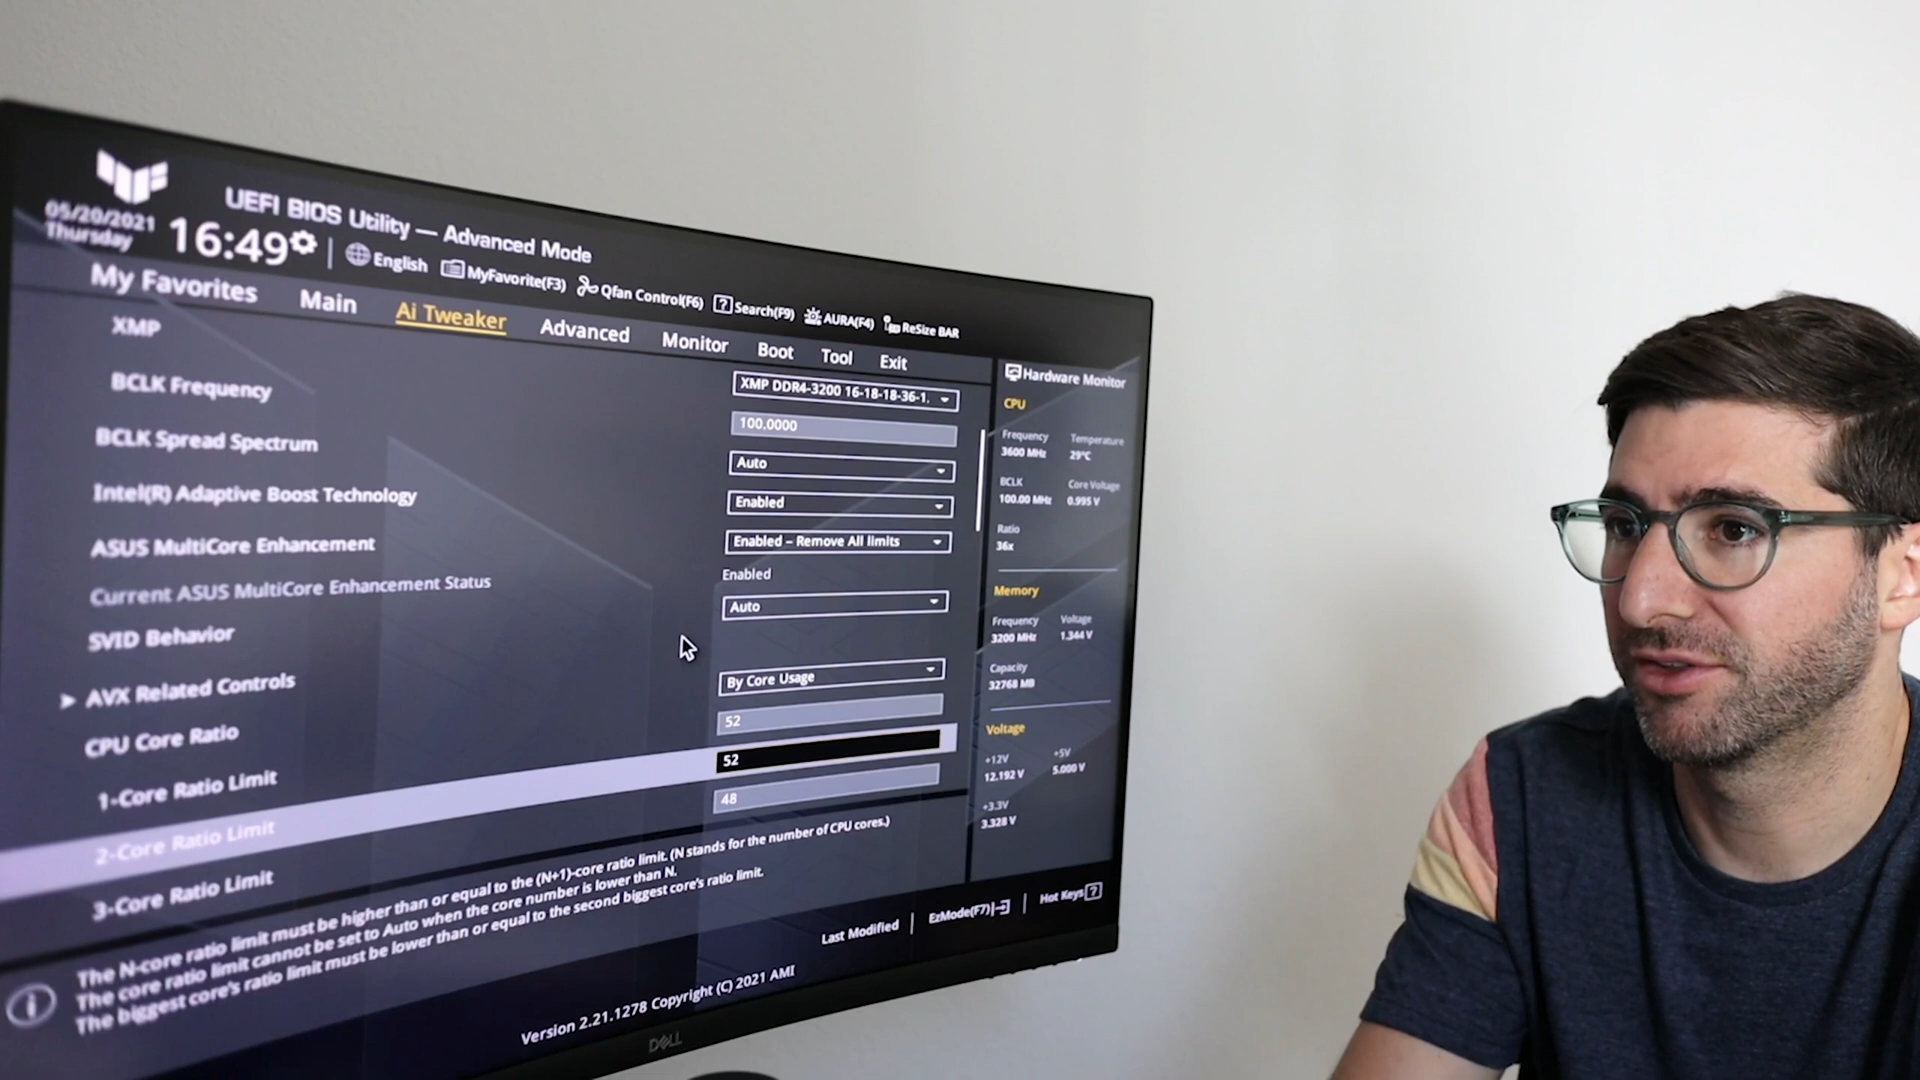 UEFI BIOS Utility — Advanced Mode
05/20/2021
Thursday
16:49
English
MyFavorite(F3)
Qfan Control(F6)
Search(F9)
AURA(F4)
ReSize BAR
My Favorites
Main
Ai Tweaker
Advanced
Monitor
Boot
Tool
Exit
XMP
XMP DDR4-3200 16-18-18-36-1.
BCLK Frequency
100.0000
BCLK Spread Spectrum
Auto
Intel(R) Adaptive Boost Technology
Enabled
ASUS MultiCore Enhancement
Enabled – Remove All limits
Current ASUS MultiCore Enhancement Status
Enabled
SVID Behavior
Auto
AVX Related Controls
CPU Core Ratio
By Core Usage
1-Core Ratio Limit
52
2-Core Ratio Limit
52
3-Core Ratio Limit
48
The N-core ratio limit must be higher than or equal to the (N+1)-core ratio limit. (N stands for the number of CPU cores.)
The core ratio limit cannot be set to Auto when the core number is lower than N.
The biggest core's ratio limit must be lower than or equal to the second biggest core's ratio limit.
Hardware Monitor
CPU
Frequency Temperature
3600 MHz 29°C
BCLK Core Voltage
100.00 MHz 0.995 V
Ratio
36x
Memory
Frequency Voltage
3200 MHz 1.344 V
Capacity
32768 MB
Voltage
+12V +5V
12.192 V 5.000 V
+3.3V
3.328 V
Last Modified
EzMode(F7)
Hot Keys ?
Version 2.21.1278 Copyright (C) 2021 AMI
DELL